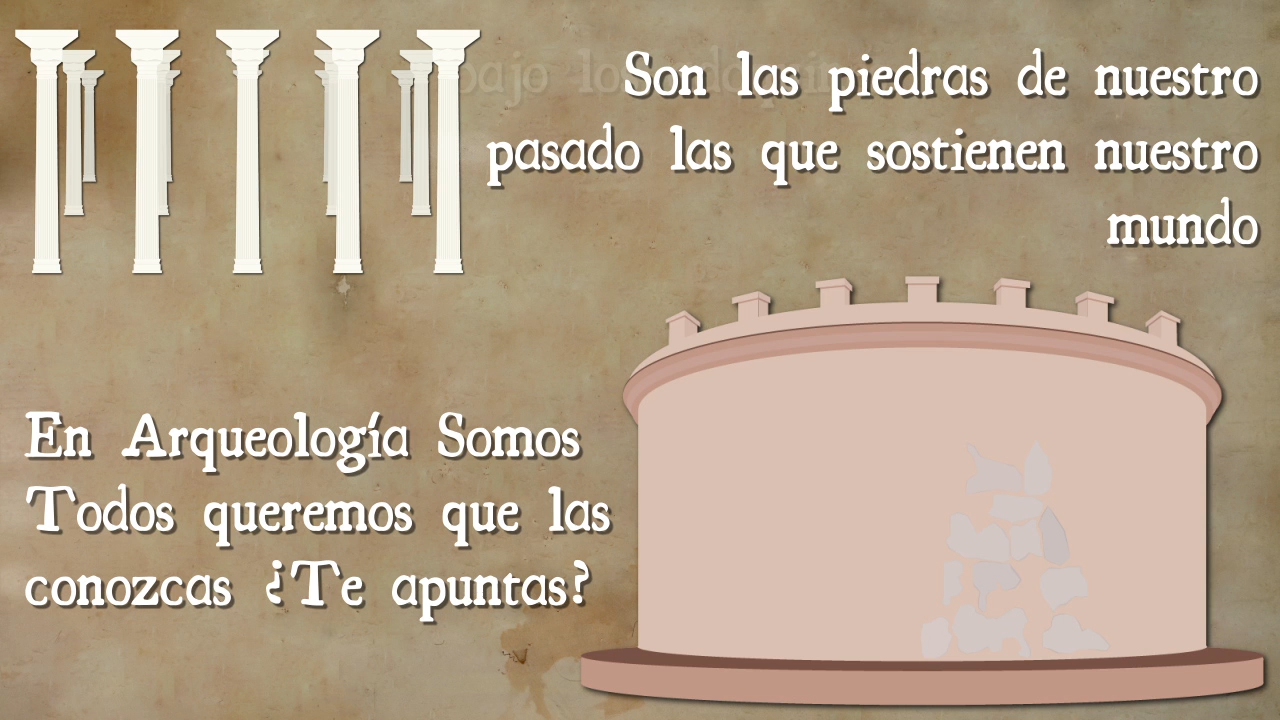 Son las piedras de nuestro
pasado las que sostienen nuestro
mundo
En Arqueología Somos
Todos queremos que las
conozcas ¿Te apuntas?